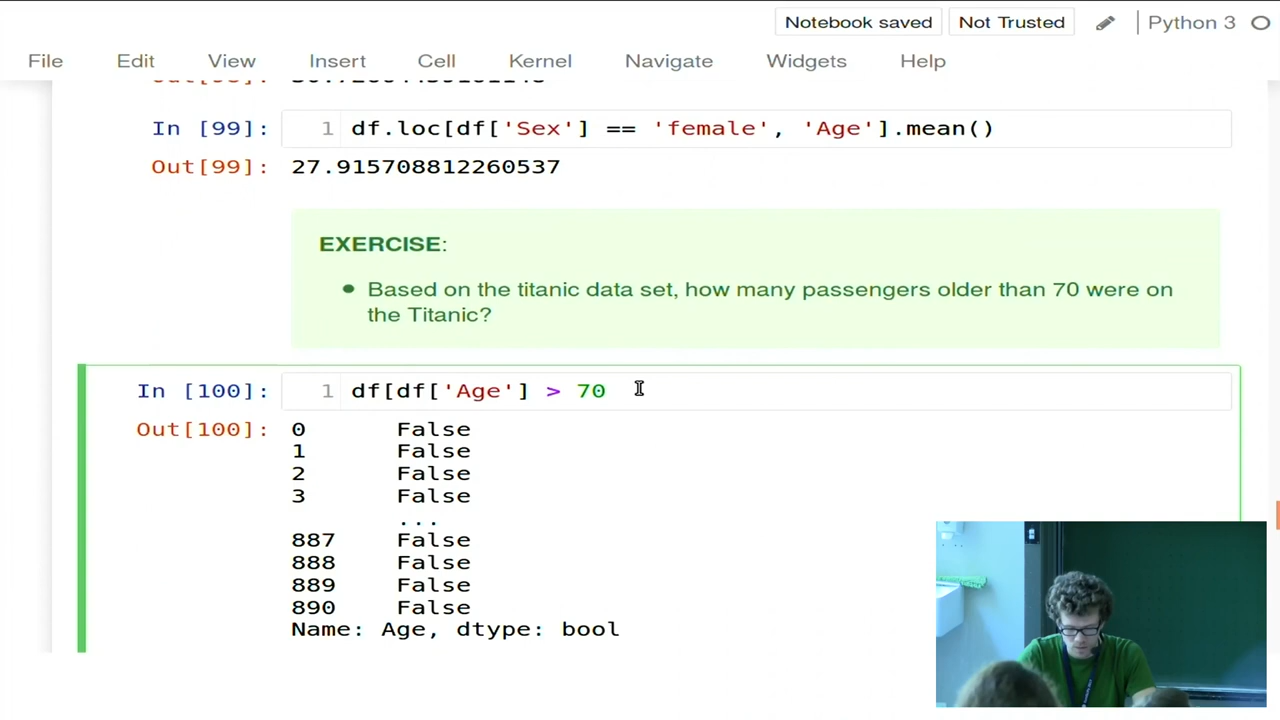 Notebook saved Not Trusted Python 3
File Edit View Insert Cell Kernel Navigate Widgets Help
In [99]: 1 df.loc[df['Sex'] == 'female', 'Age'].mean()
Out[99]: 27.915708812260537
EXERCISE:
• Based on the titanic data set, how many passengers older than 70 were on
the Titanic?
In [100]: 1 df[df['Age'] > 70
Out[100]: 0 False
1 False
2 False
3 False
...
887 False
888 False
889 False
890 False
Name: Age, dtype: bool